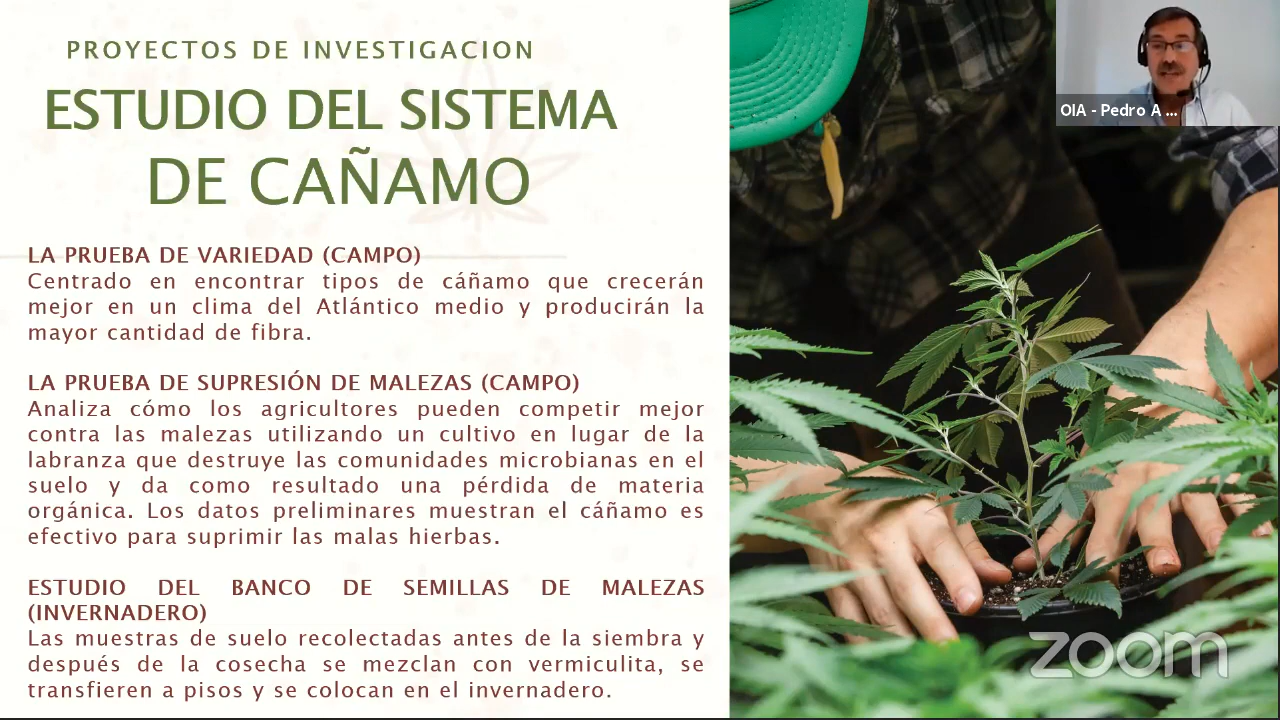 PROYECTOS DE INVESTIGACION
ESTUDIO DEL SISTEMA
DE CAÑAMO
LA PRUEBA DE VARIEDAD (CAMPO)
Centrado en encontrar tipos de cáñamo que crecerán
mejor en un clima del Atlántico medio y producirán la
mayor cantidad de fibra.
LA PRUEBA DE SUPRESIÓN DE MALEZAS (CAMPO)
Analiza cómo los agricultores pueden competir mejor
contra las malezas utilizando un cultivo en lugar de la
labranza que destruye las comunidades microbianas en el
suelo y da como resultado una pérdida de materia
orgánica. Los datos preliminares muestran el cáñamo es
efectivo para suprimir las malas hierbas.
ESTUDIO DEL BANCO DE SEMILLAS DE MALEZAS
(INVERNADERO)
Las muestras de suelo recolectadas antes de la siembra y
después de la cosecha se mezclan con vermiculita, se
transfieren a pisos y se colocan en el invernadero.
OIA - Pedro A ...
zoom